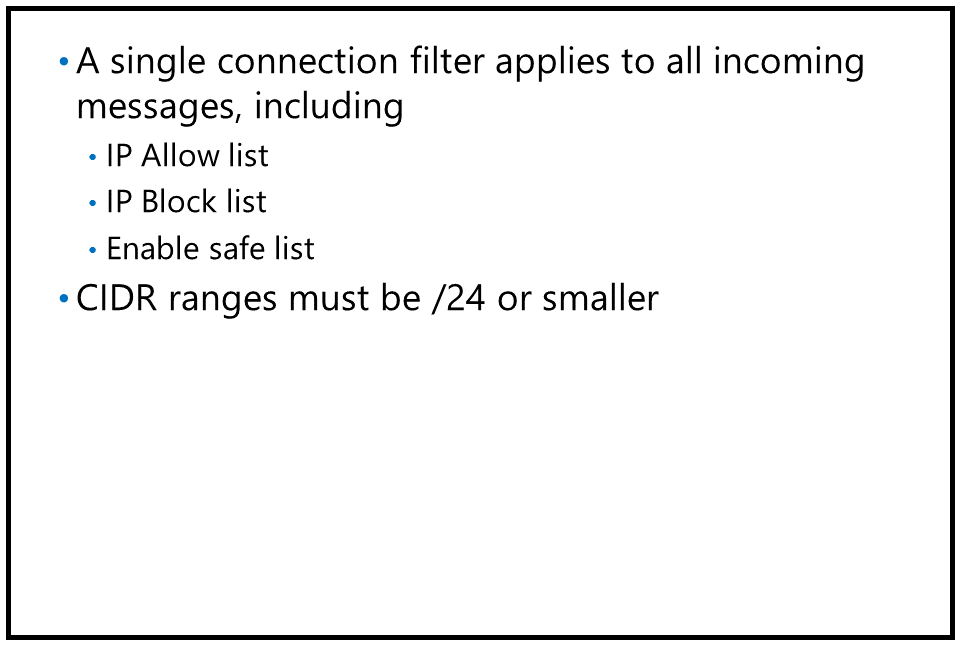 • A single connection filter applies to all incoming
messages, including
• IP Allow list
• IP Block list
• Enable safe list
• CIDR ranges must be /24 or smaller